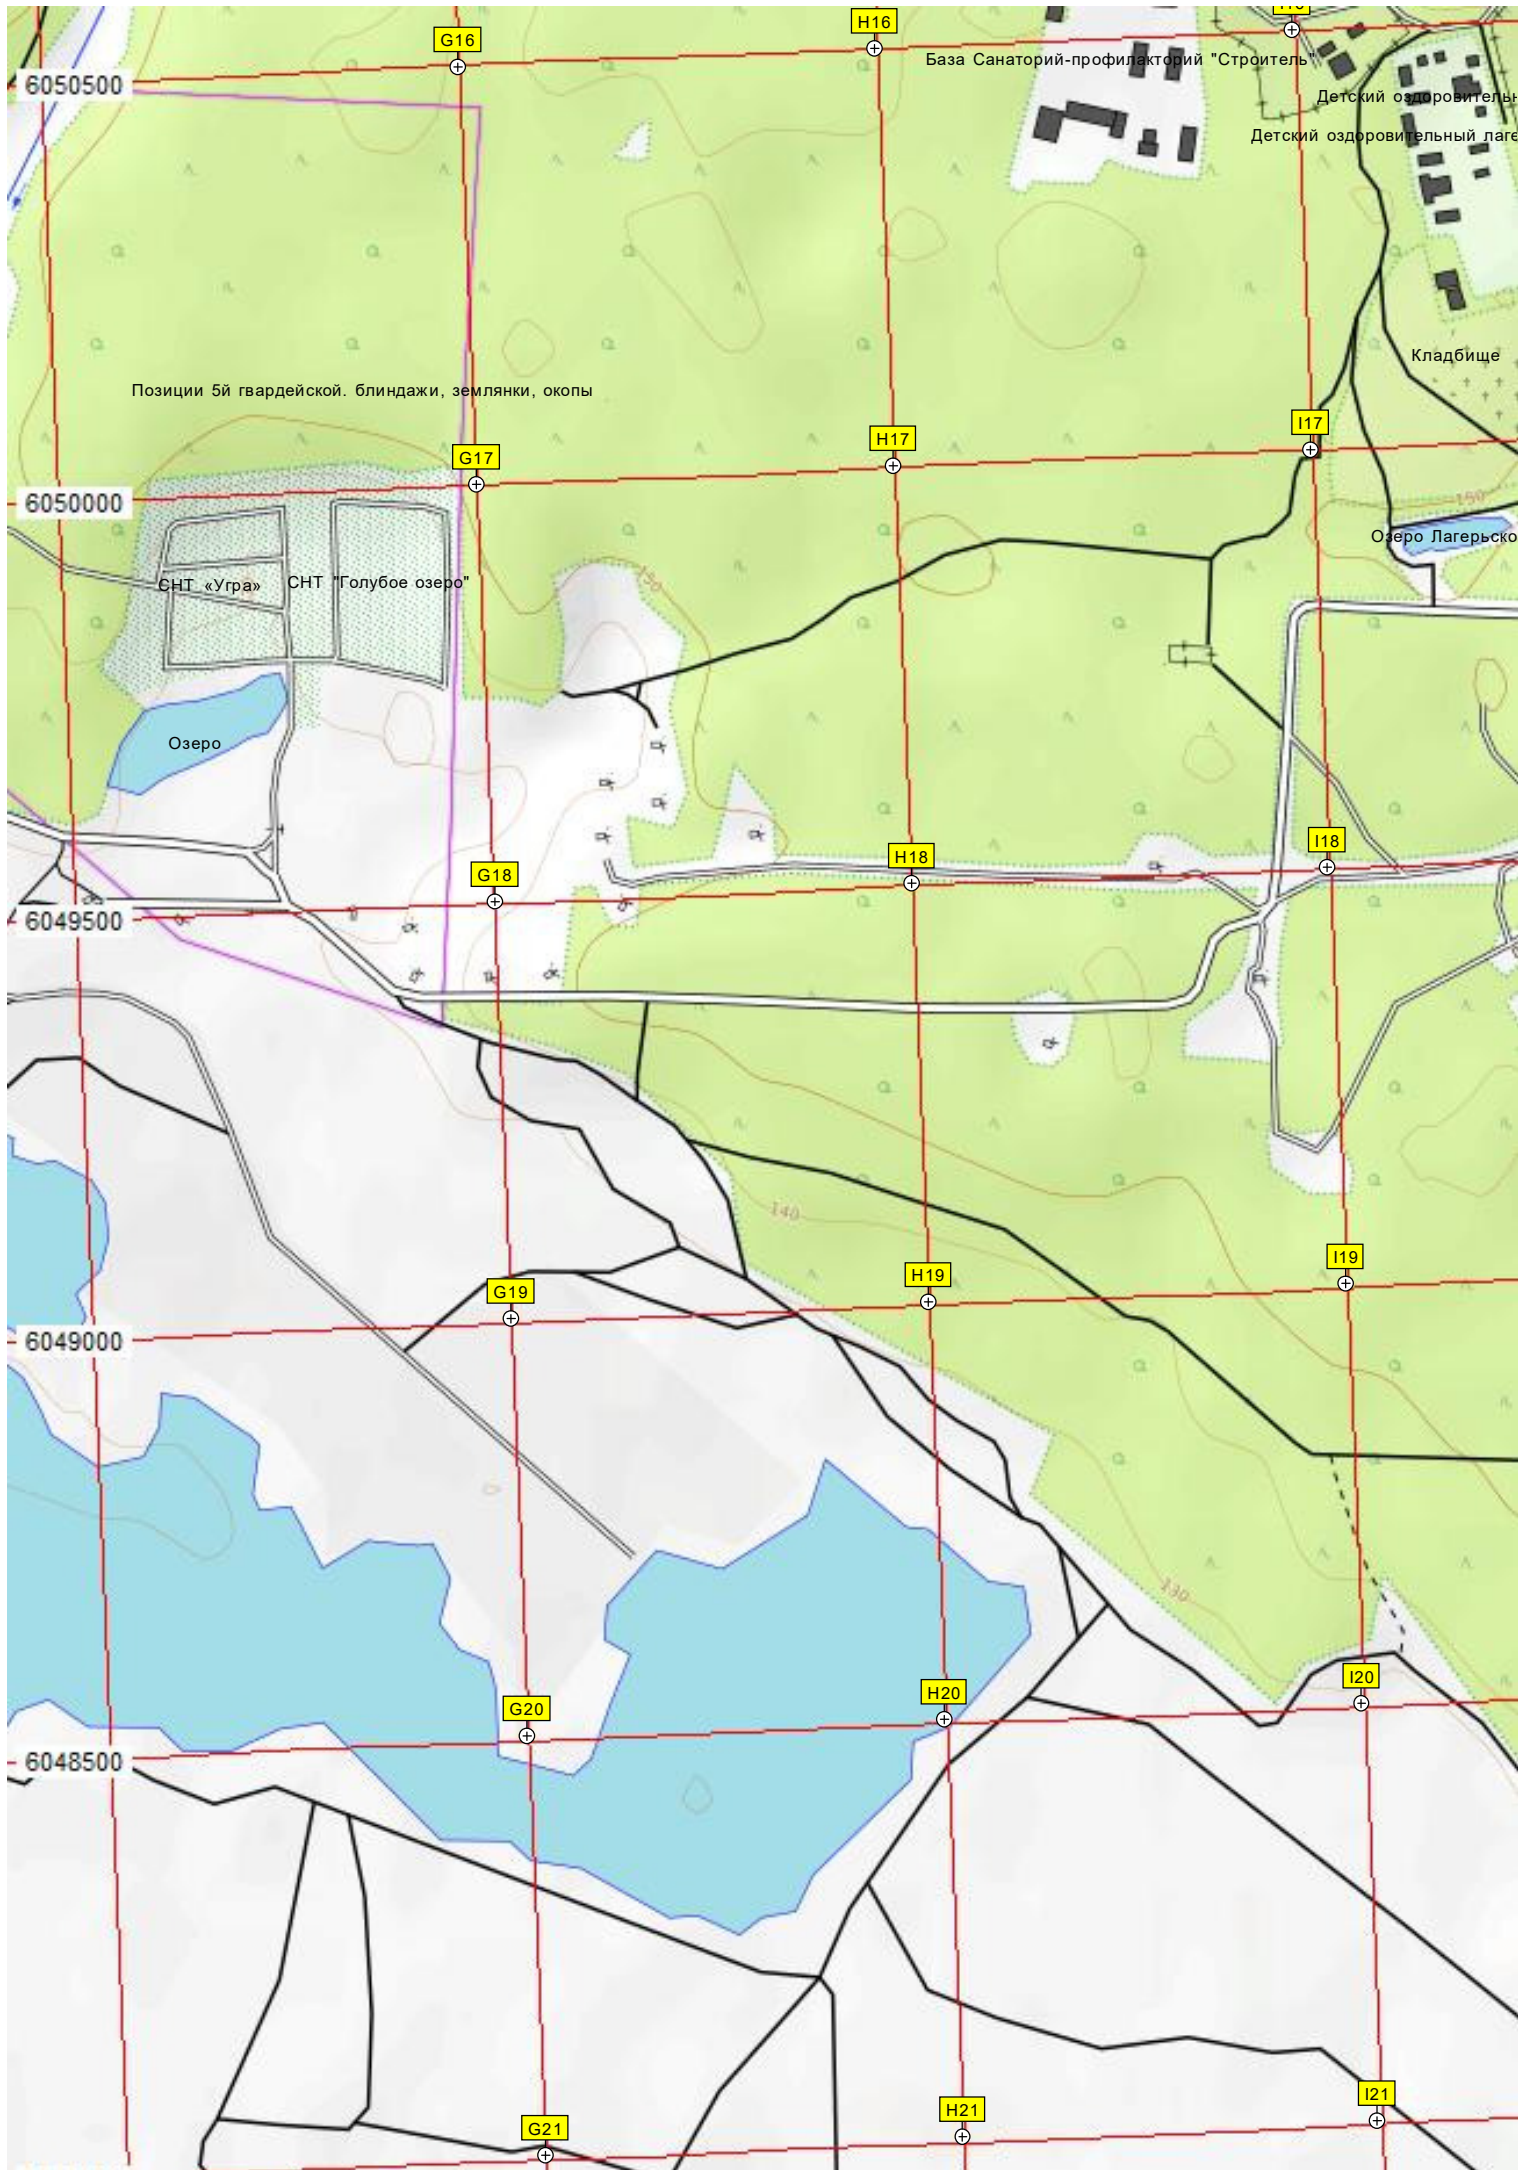 H16
G16
База Санаторий-профилакторий "Строитель"
6050500
Детский оздоровительн
Детский оздоровительный лаге
Кладбище
Позиции 5й гвардейской. блиндажи, землянки, окопы
I17
H17
G17
6050000
150
Озеро Лагерьско
СНТ «Угра»
СНТ "Голубое озеро"
150
Озеро
I18
H18
G18
6049500
140
I19
H19
G19
6049000
130
I20
H20
G20
6048500
I21
H21
G21